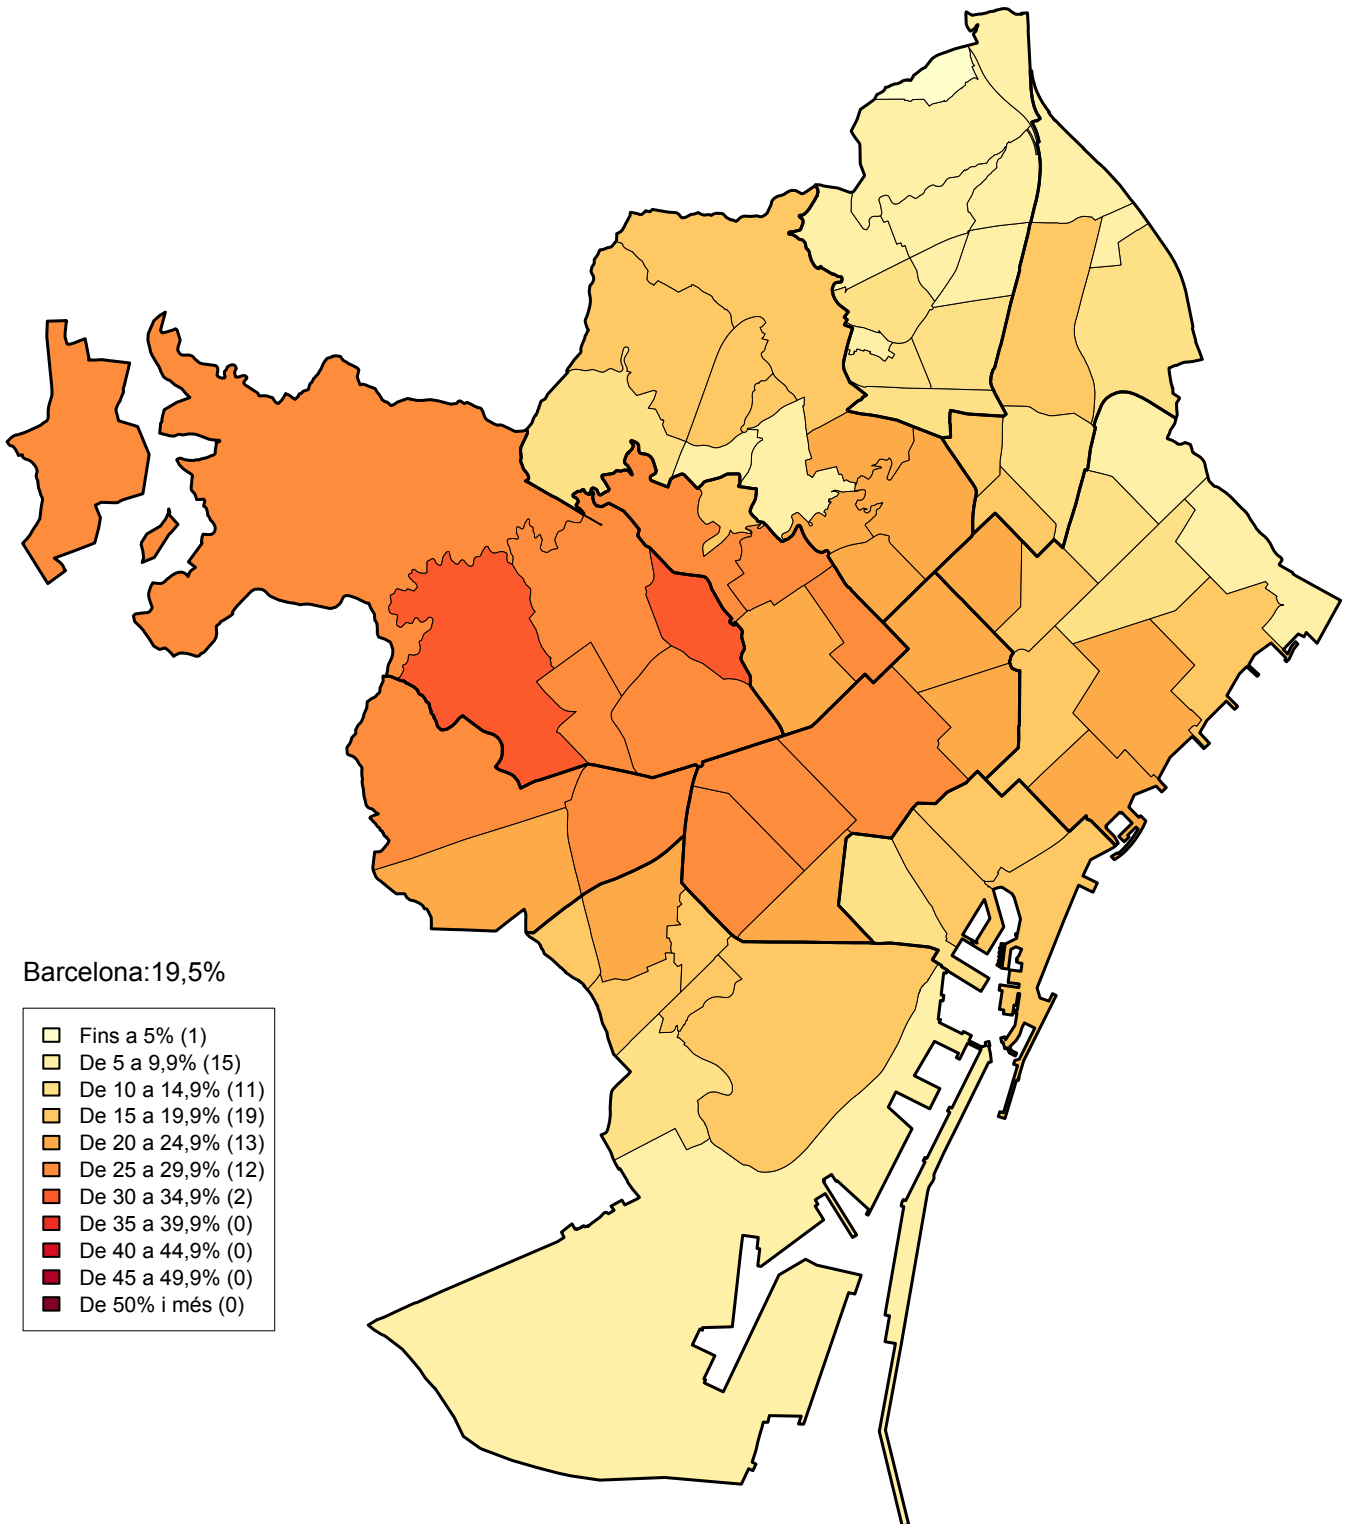 Barcelona:19,5%
Fins a 5% (1)
De 5 a 9,9% (15)
De 10 a 14,9% (11)
De 15 a 19,9% (19)
De 20 a 24,9% (13)
De 25 a 29,9% (12)
De 30 a 34,9% (2)
De 35 a 39,9% (0)
De 40 a 44,9% (0)
De 45 a 49,9% (0)
De 50% i més (0)